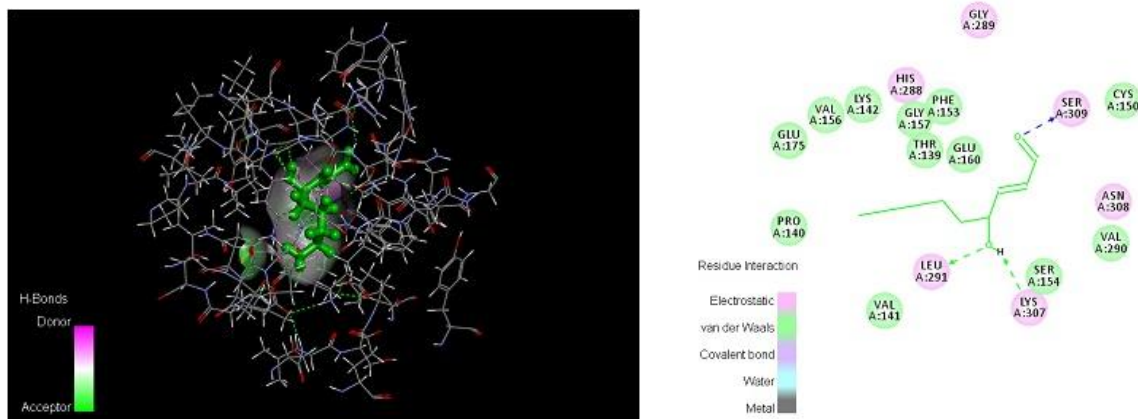 H-Bonds
Donor
Acceptor
GLY
A:289
HIS
A:288
LYS
A:142
PHE
A:153
VAL
A:156
GLY
A:157
SER
A:309
CYS
A:150
GLU
A:175
THR
A:139
GLU
A:160
ASN
A:308
PRO
A:140
VAL
A:290
H
LEU
A:291
SER
A:154
LYS
A:307
VAL
A:141
Residue Interaction
Electrostatic
van der Waals
Covalent bond
Water
Metal